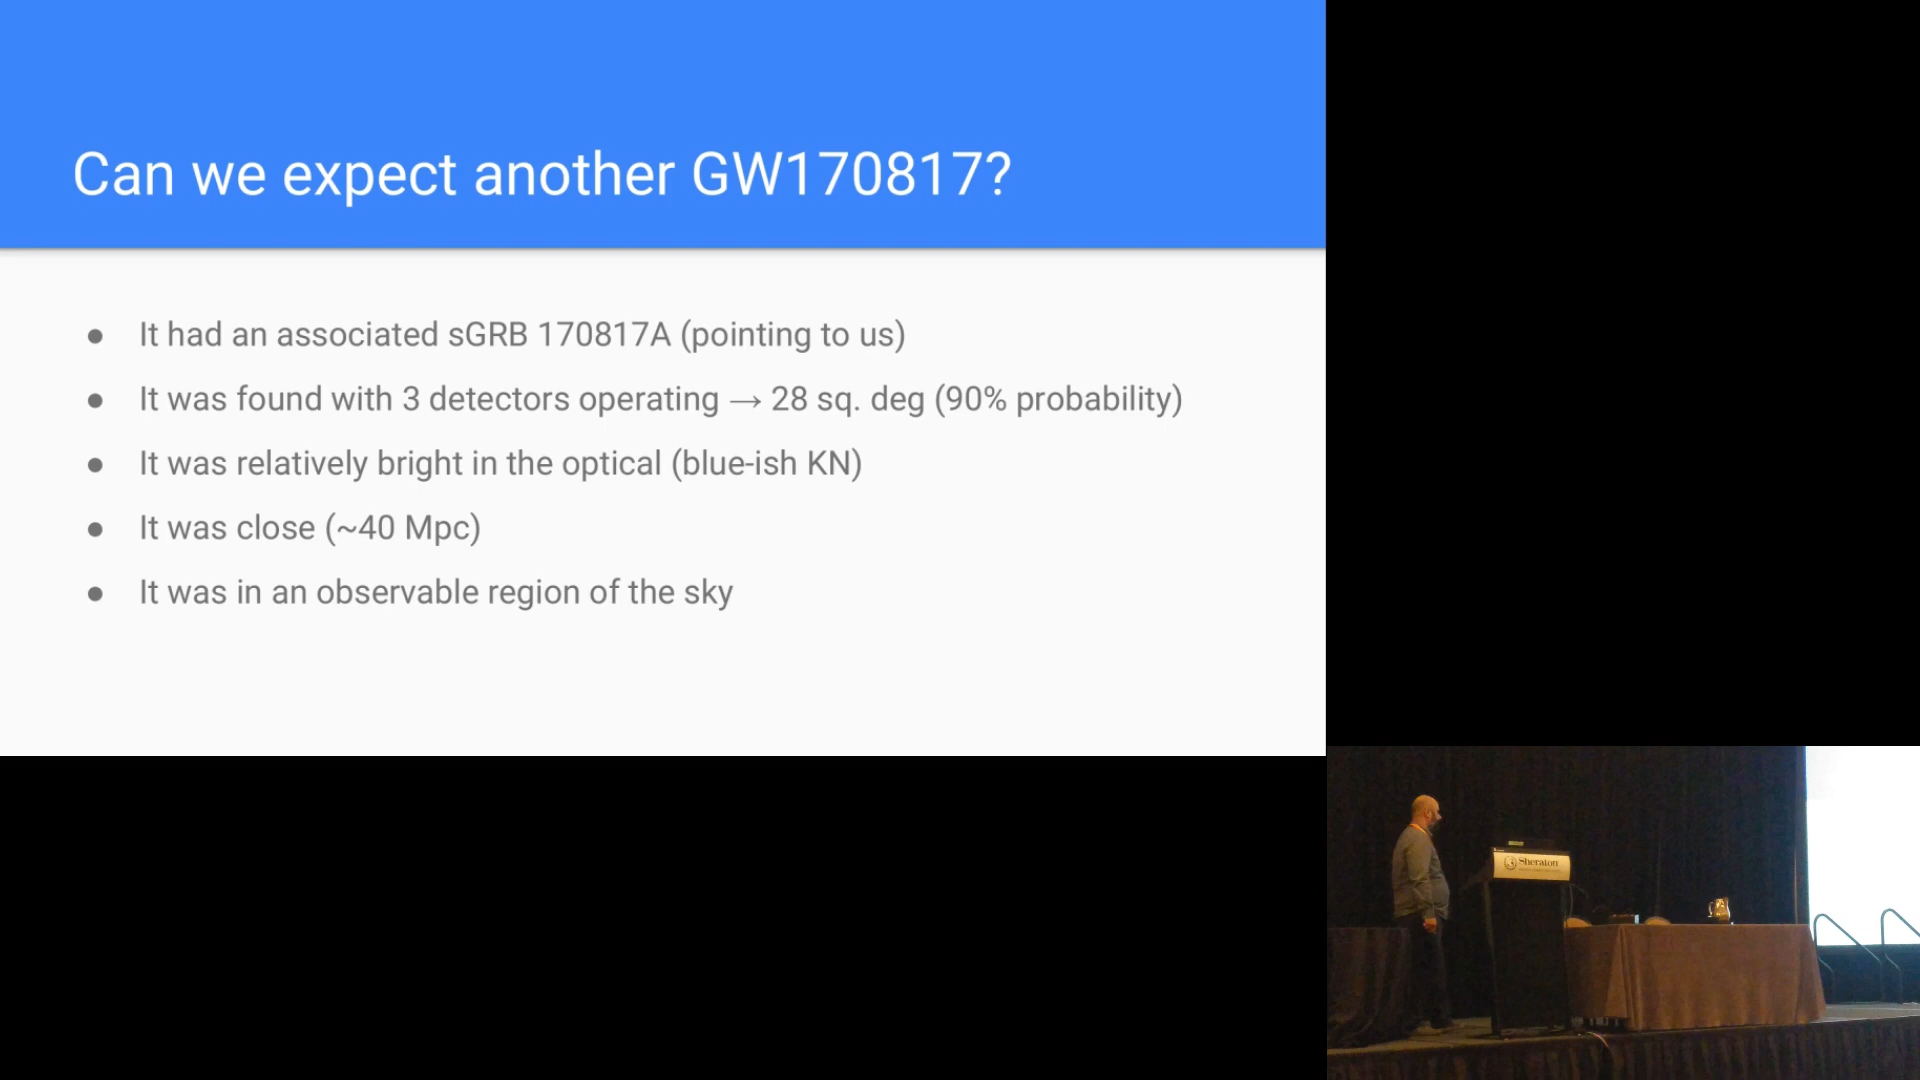 Can we expect another GW170817?
● It had an associated sGRB 170817A (pointing to us)
● It was found with 3 detectors operating → 28 sq. deg (90% probability)
● It was relatively bright in the optical (blue-ish KN)
● It was close (~40 Mpc)
● It was in an observable region of the sky
Sheraton